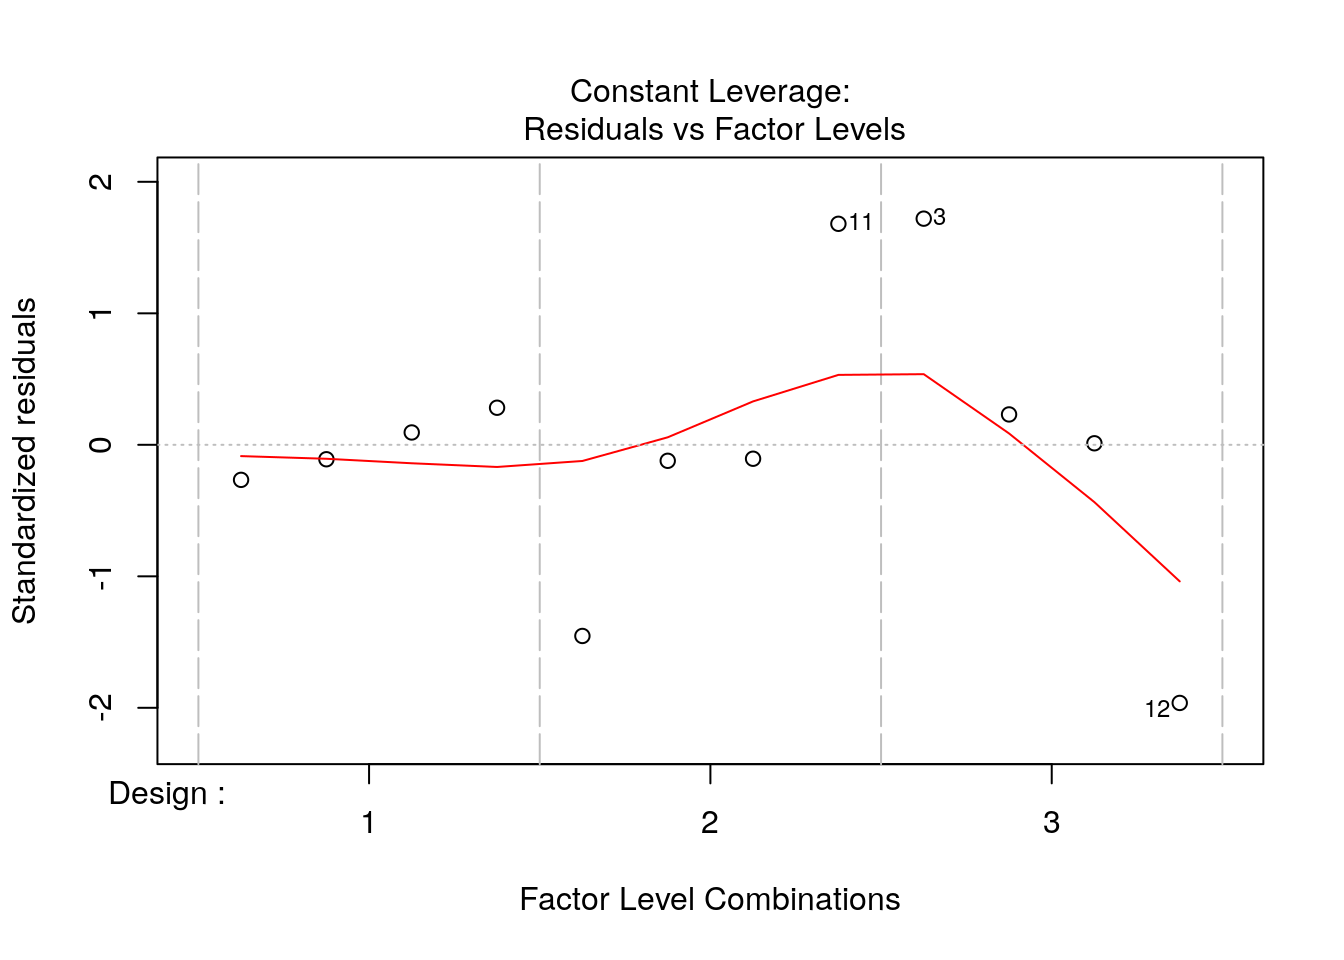 Constant Leverage:
Residuals vs Factor Levels
Standardized residuals
2
1
0
-1
-2
11
3
12
Design :
1
2
3
Factor Level Combinations